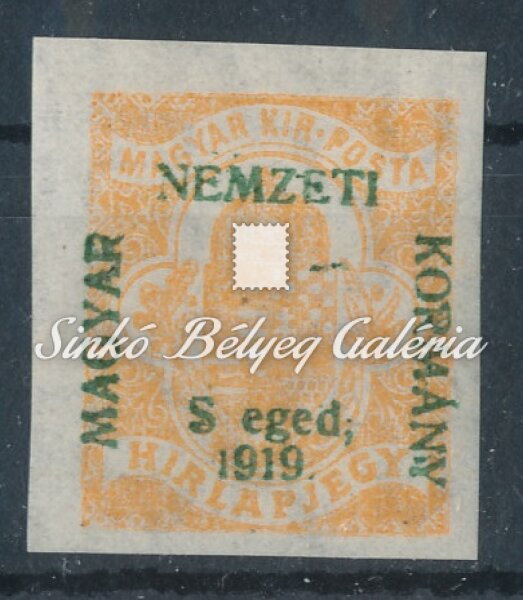 MAGYAR KIR·POSTA
NEMZETI
MAGYAR
KORMÁNY
Sinkó Bélyeg Galéria
S eged;
1919.
HIRLAPJEGY